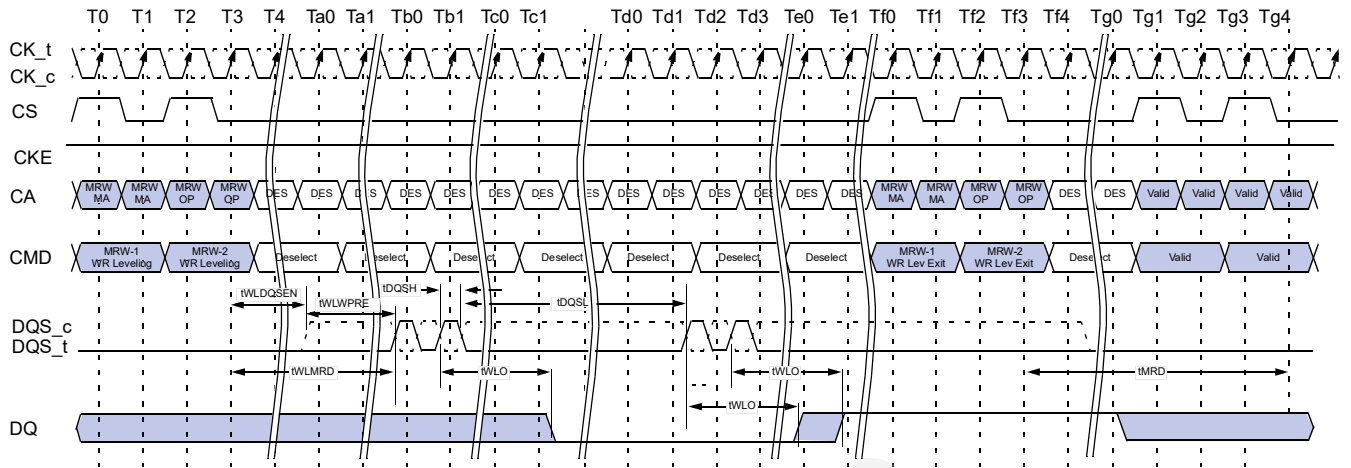 T0 T1 T2 T3 T4 Ta0 Ta1 Tb0 Tb1 Tc0 Tc1 Td0 Td1 Td2 Td3 Te0 Te1 Tf0 Tf1 Tf2 Tf3 Tf4 Tg0 Tg1 Tg2 Tg3 Tg4
CK_t
CK_c
CS
CKE
MRW MRW MRW MRW MRW MRW MRW MRW
CA DES DES DES DES DES DES DES DES DES DES DES DES DES DES DES DES Valid Valid Valid Valid
MA MA OP OP MA MA OP OP
MRW-1 MRW-2 MRW-1 MRW-2
CMD Deselect Deselect Deselect Deselect Deselect Deselect Deselect Deselect Valid Valid
WR Leveling WR Leveling WR Lev Exit WR Lev Exit
tDQSH
tWLDQSEN
tWLWPRE tDQSL
DQS_c
DQS_t
tWLMRD tWLO tWLO tMRD
tWLO
DQ